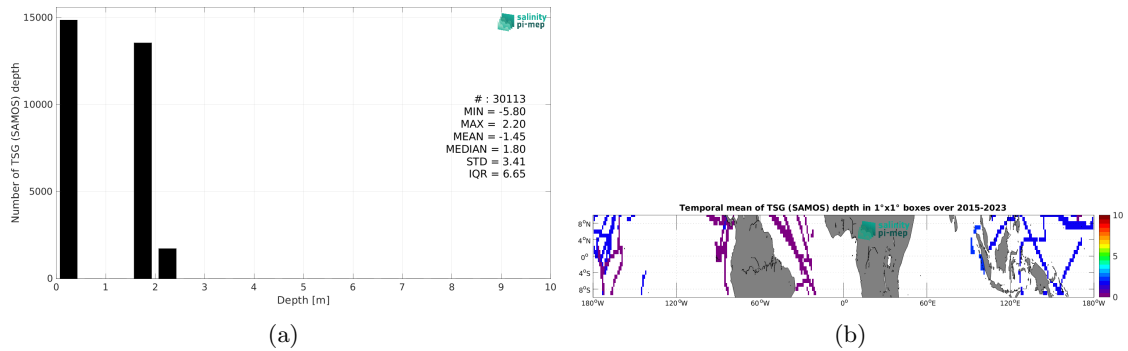 15000
10000
5000
0
Number of TSG (SAMOS) depth
salinity
pi-mep
# : 30113
MIN = -5.80
MAX = 2.20
MEAN = -1.45
MEDIAN = 1.80
STD = 3.41
IQR = 6.65
0 1 2 3 4 5 6 7 8 9 10
Depth [m]
(a)
Temporal mean of TSG (SAMOS) depth in 1°x1° boxes over 2015-2023
salinity
pi-mep
8°N
4°N
0°
4°S
8°S
180°W 120°W 60°W 0° 60°E 120°E 180°W
10
5
0
(b)